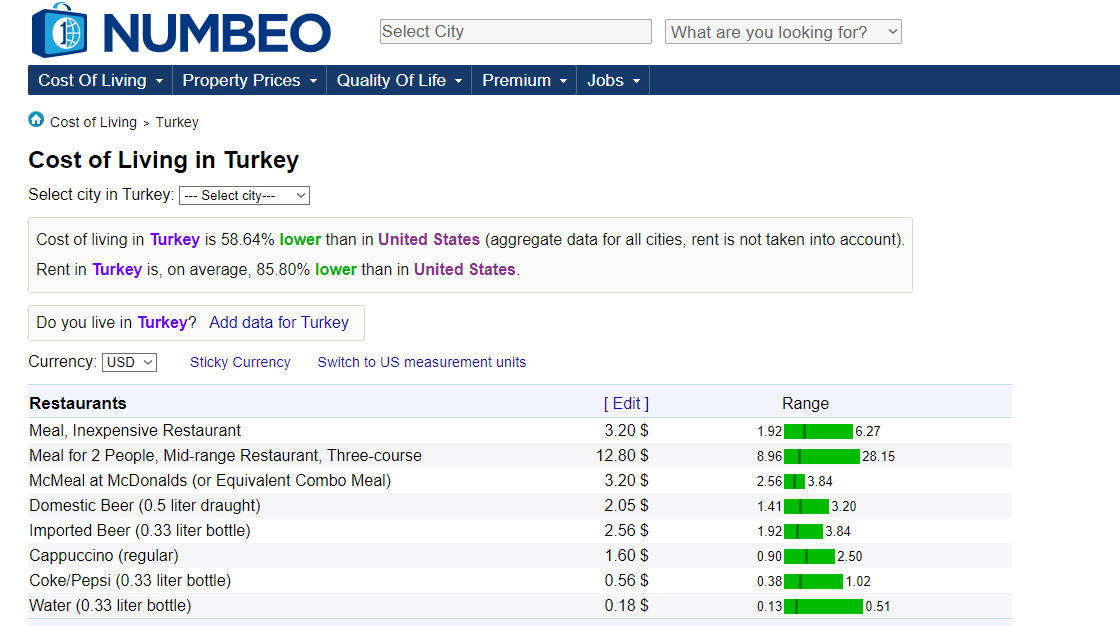 NUMBEO
Select City
What are you looking for?
Cost Of Living Property Prices Quality Of Life Premium Jobs
Cost of Living > Turkey
Cost of Living in Turkey
Select city in Turkey: --- Select city---
Cost of living in Turkey is 58.64% lower than in United States (aggregate data for all cities, rent is not taken into account).
Rent in Turkey is, on average, 85.80% lower than in United States.
Do you live in Turkey? Add data for Turkey
Currency: USD Sticky Currency Switch to US measurement units
Restaurants [ Edit ] Range
Meal, Inexpensive Restaurant 3.20 $ 1.92 6.27
Meal for 2 People, Mid-range Restaurant, Three-course 12.80 $ 8.96 28.15
McMeal at McDonalds (or Equivalent Combo Meal) 3.20 $ 2.56 3.84
Domestic Beer (0.5 liter draught) 2.05 $ 1.41 3.20
Imported Beer (0.33 liter bottle) 2.56 $ 1.92 3.84
Cappuccino (regular) 1.60 $ 0.90 2.50
Coke/Pepsi (0.33 liter bottle) 0.56 $ 0.38 1.02
Water (0.33 liter bottle) 0.18 $ 0.13 0.51